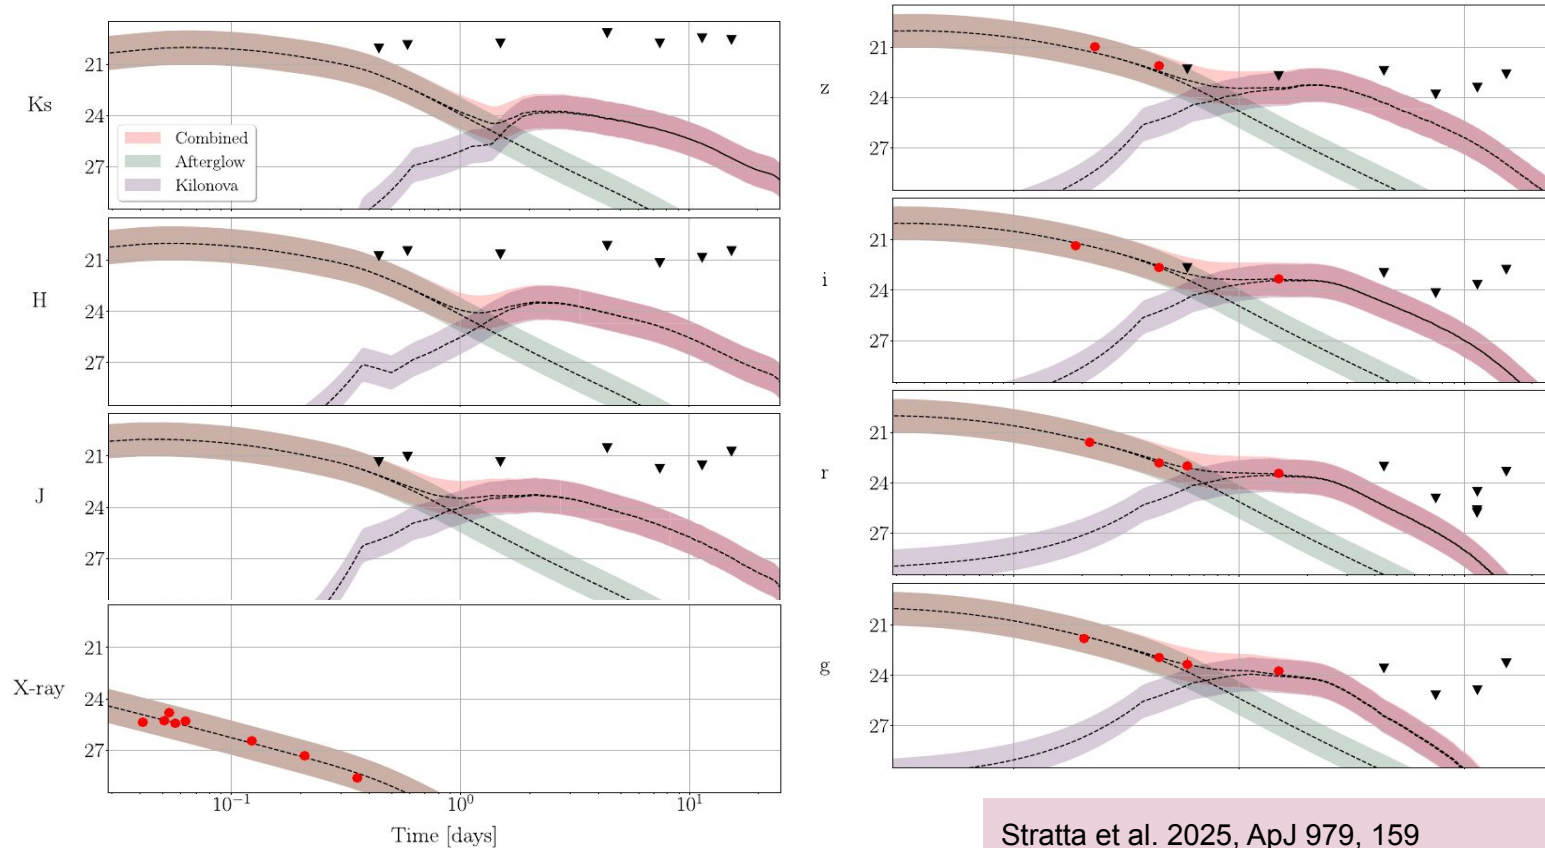 Ks
21
24
27
Combined
Afterglow
Kilonova
H
21
24
27
J
21
24
27
X-ray
21
24
27
10⁻¹
10⁰
10¹
Time [days]
z
21
24
27
i
21
24
27
r
21
24
27
g
21
24
27
Stratta et al. 2025, ApJ 979, 159